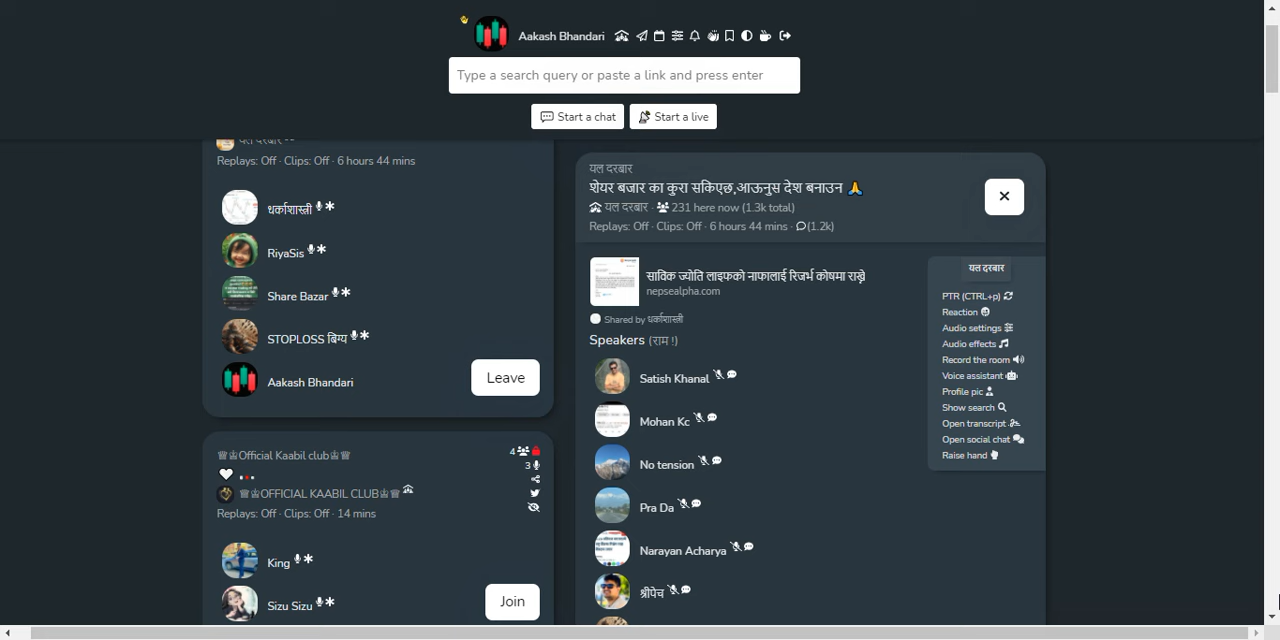 Aakash Bhandari
Type a search query or paste a link and press enter
Start a chat
Start a live
यल दरबार
Replays: Off · Clips: Off · 6 hours 44 mins
धर्काशास्त्री
RiyaSis
Share Bazar
STOPLOSS बिग्य
Aakash Bhandari
Leave
♕♔Official Kaabil club♔♕
4
3
♕♔OFFICIAL KAABIL CLUB♔♕
Replays: Off · Clips: Off · 14 mins
King
Sizu Sizu
Join
यल दरबार
शेयर बजार का कुरा सकिएछ,आऊनुस देश बनाउन 🙏
यल दरबार · 231 here now (1.3k total)
Replays: Off · Clips: Off · 6 hours 44 mins · (1.2k)
साविक ज्योति लाइफको नाफालाई रिजर्भ कोषमा राख्ने
nepsealpha.com
Shared by धर्काशास्त्री
Speakers (राम !)
Satish Khanal
Mohan Kc
No tension
Pra Da
Narayan Acharya
श्रीपेच
यल दरबार
PTR (CTRL+p)
Reaction
Audio settings
Audio effects
Record the room
Voice assistant
Profile pic
Show search
Open transcript
Open social chat
Raise hand